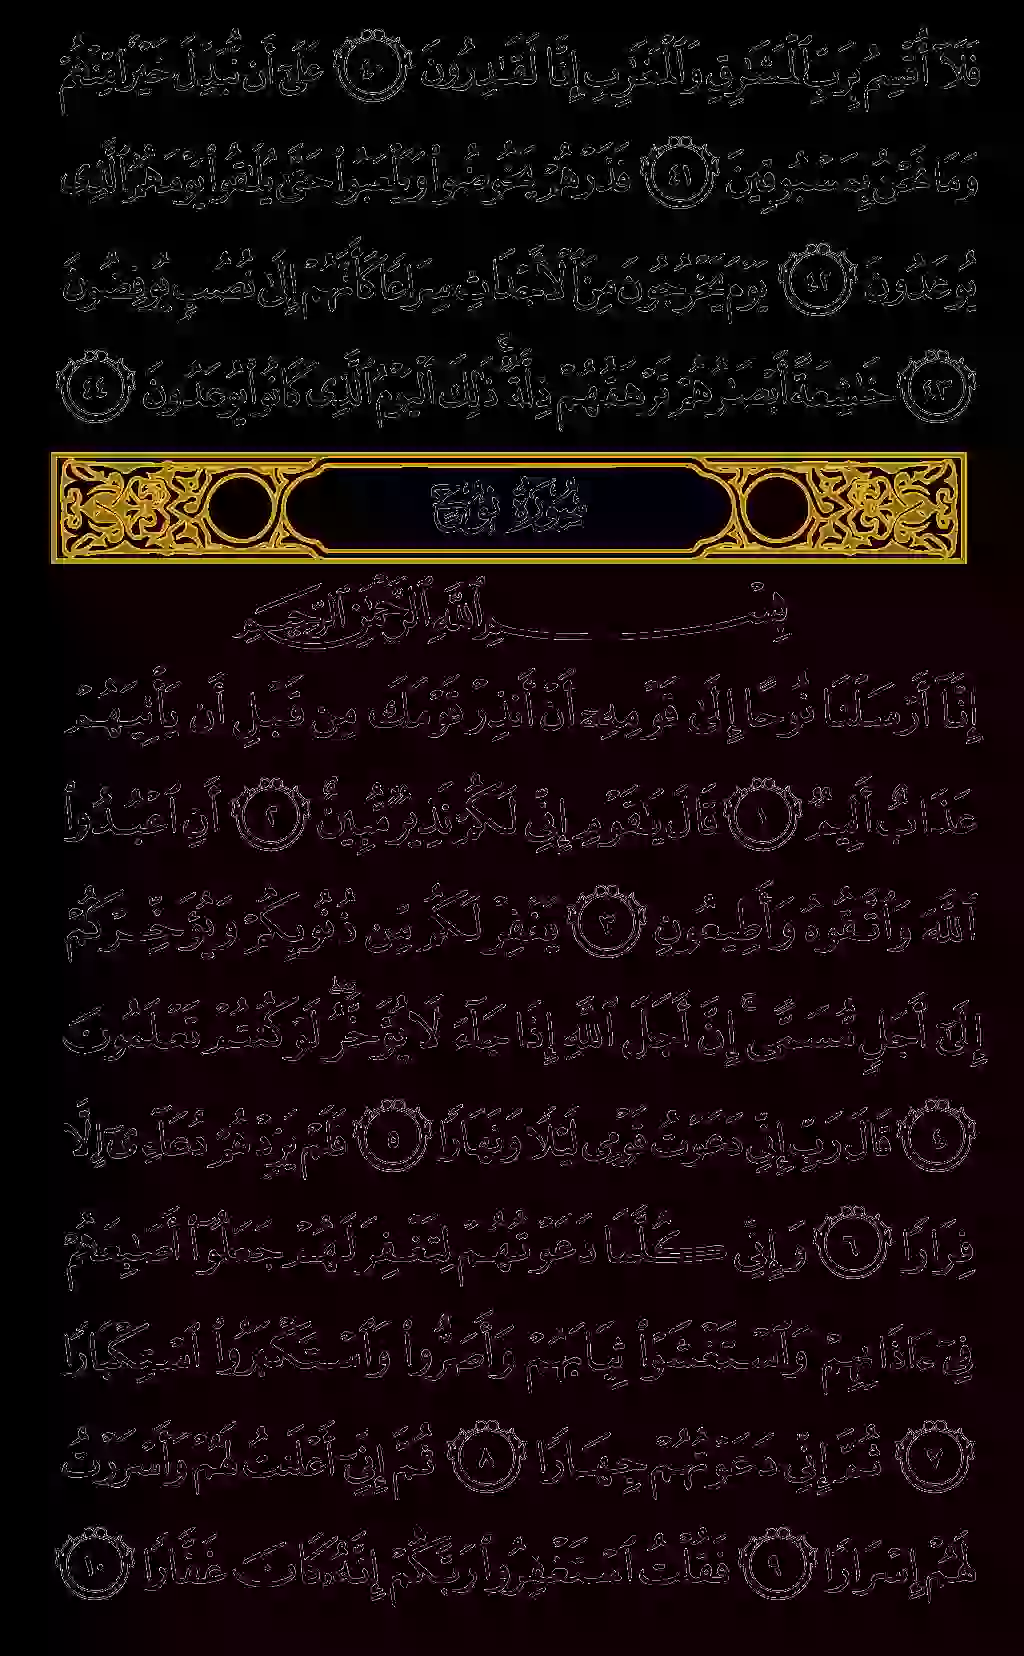 فَلَآ أُقْسِمُ بِرَبِّ ٱلْمَشَٰرِقِ وَٱلْمَغَٰرِبِ إِنَّا لَقَٰدِرُونَ ٤٠ عَلَىٰٓ أَن نُّبَدِّلَ خَيْرًا مِّنْهُمْ
وَمَا نَحْنُ بِمَسْبُوقِينَ ٤١ فَذَرْهُمْ يَخُوضُوا۟ وَيَلْعَبُوا۟ حَتَّىٰ يُلَٰقُوا۟ يَوْمَهُمُ ٱلَّذِى
يُوعَدُونَ ٤٢ يَوْمَ يَخْرُجُونَ مِنَ ٱلْأَجْدَاثِ سِرَاعًا كَأَنَّهُمْ إِلَىٰ نُصُبٍ يُوفِضُونَ
٤٣ خَٰشِعَةً أَبْصَٰرُهُمْ تَرْهَقُهُمْ ذِلَّةٌ ۚ ذَٰلِكَ ٱلْيَوْمُ ٱلَّذِى كَانُوا۟ يُوعَدُونَ ٤٤
سُورَةُ نُوحٍ
بِسْمِ ٱللَّهِ ٱلرَّحْمَٰنِ ٱلرَّحِيمِ
إِنَّآ أَرْسَلْنَا نُوحًا إِلَىٰ قَوْمِهِۦٓ أَنْ أَنذِرْ قَوْمَكَ مِن قَبْلِ أَن يَأْتِيَهُمْ
عَذَابٌ أَلِيمٌ ١ قَالَ يَٰقَوْمِ إِنِّى لَكُمْ نَذِيرٌ مُّبِينٌ ٢ أَنِ ٱعْبُدُوا۟
ٱللَّهَ وَٱتَّقُوهُ وَأَطِيعُونِ ٣ يَغْفِرْ لَكُم مِّن ذُنُوبِكُمْ وَيُؤَخِّرْكُمْ
إِلَىٰٓ أَجَلٍ مُّسَمًّى ۚ إِنَّ أَجَلَ ٱللَّهِ إِذَا جَآءَ لَا يُؤَخَّرُ ۖ لَوْ كُنتُمْ تَعْلَمُونَ
٤ قَالَ رَبِّ إِنِّى دَعَوْتُ قَوْمِى لَيْلًا وَنَهَارًا ٥ فَلَمْ يَزِدْهُمْ دُعَآءِىٓ إِلَّا
فِرَارًا ٦ وَإِنِّى كُلَّمَا دَعَوْتُهُمْ لِتَغْفِرَ لَهُمْ جَعَلُوٓا۟ أَصَٰبِعَهُمْ
فِىٓ ءَاذَانِهِمْ وَٱسْتَغْشَوْا۟ ثِيَابَهُمْ وَأَصَرُّوا۟ وَٱسْتَكْبَرُوا۟ ٱسْتِكْبَارًا
٧ ثُمَّ إِنِّى دَعَوْتُهُمْ جِهَارًا ٨ ثُمَّ إِنِّىٓ أَعْلَنتُ لَهُمْ وَأَسْرَرْتُ
لَهُمْ إِسْرَارًا ٩ فَقُلْتُ ٱسْتَغْفِرُوا۟ رَبَّكُمْ إِنَّهُۥ كَانَ غَفَّارًا ١٠